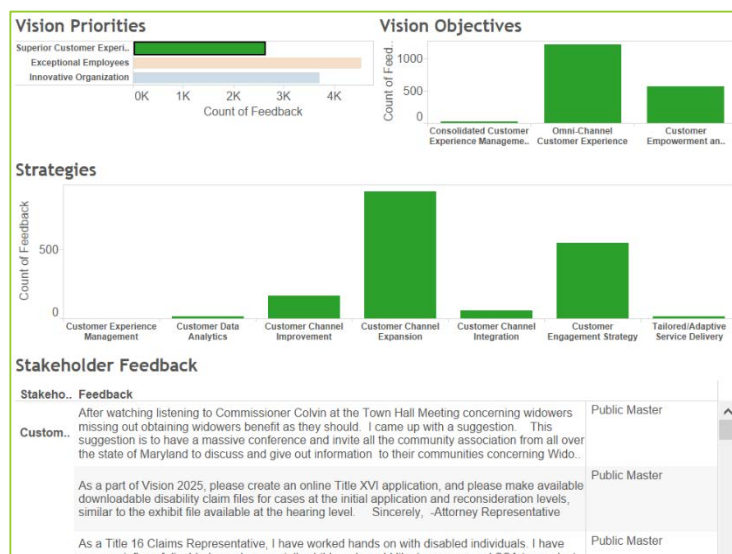 Vision Priorities
Superior Customer Experi..
Exceptional Employees
Innovative Organization
0K 1K 2K 3K 4K
Count of Feedback
Vision Objectives
Count of Feed..
1000
500
0
Consolidated Customer
Experience Manageme..
Omni-Channel
Customer Experience
Customer
Empowerment an..
Strategies
Count of Feedback
500
0
Customer Experience
Management
Customer Data
Analytics
Customer Channel
Improvement
Customer Channel
Expansion
Customer Channel
Integration
Customer
Engagement Strategy
Tailored/Adaptive
Service Delivery
Stakeholder Feedback
Stakeho.. Feedback
Custom..
After watching listening to Commissioner Colvin at the Town Hall Meeting concerning widowers
missing out obtaining widowers benefit as they should. I came up with a suggestion. This
suggestion is to have a massive conference and invite all the community association from all over
the state of Maryland to discuss and give out information to their communities concerning Wido..
Public Master
As a part of Vision 2025, please create an online Title XVI application, and please make available
downloadable disability claim files for cases at the initial application and reconsideration levels,
similar to the exhibit file available at the hearing level. Sincerely, -Attorney Representative
Public Master
As a Title 16 Claims Representative, I have worked hands on with disabled individuals. I have
Public Master